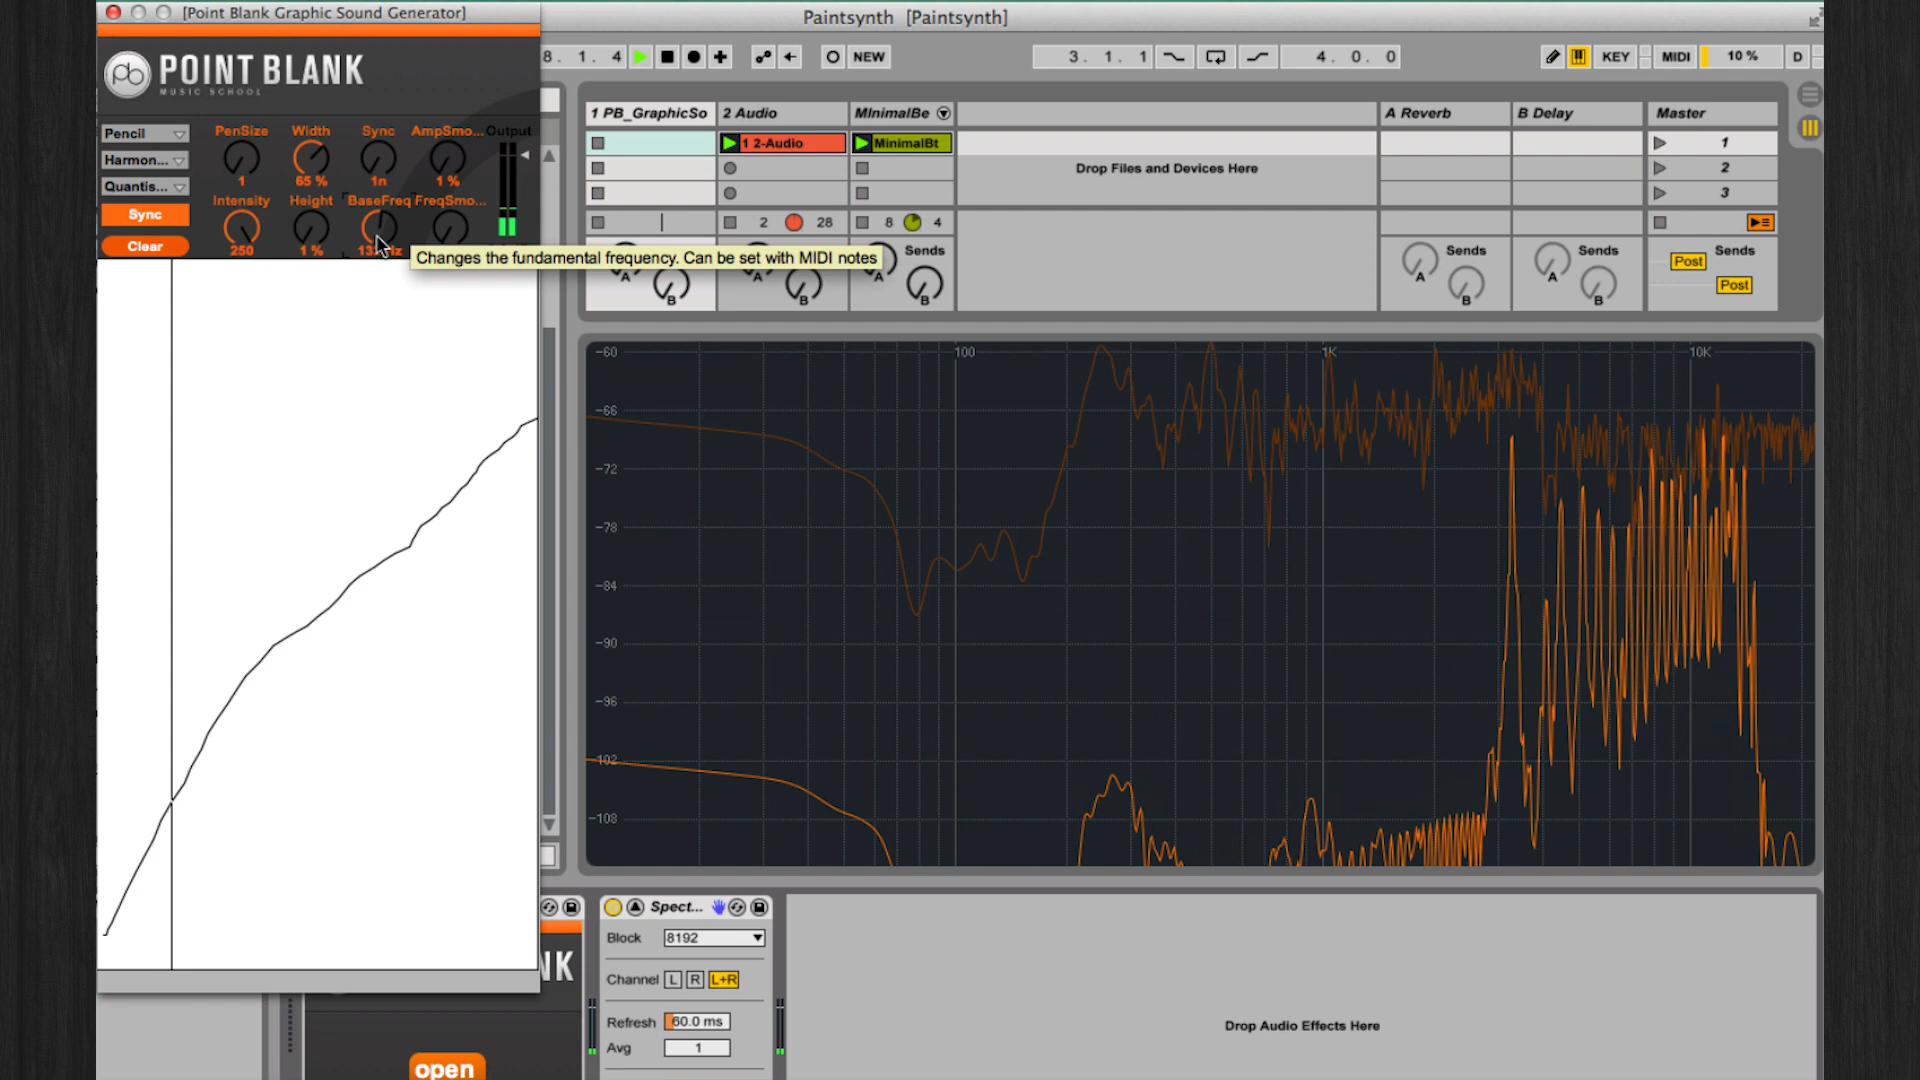 [Point Blank Graphic Sound Generator]
Paintsynth [Paintsynth]
POINT BLANK
MUSIC SCHOOL
8. 1. 4
NEW
3. 1. 1
4. 0. 0
KEY
MIDI
10 %
D
Pencil
Harmon...
Quantis...
Sync
Clear
PenSize
Width
Sync
AmpSmo...
Output
1
65 %
1n
1 %
Intensity
Height
BaseFreq
FreqSmo...
250
1 %
Changes the fundamental frequency. Can be set with MIDI notes
1 PB_GraphicSo
2 Audio
MInimalBe
A Reverb
B Delay
Master
1 2-Audio
MinimalBt
1
Drop Files and Devices Here
2
3
2
28
8
4
Sends
Sends
Sends
Sends
A
B
A
B
A
B
A
B
A
B
Post
Post
-60
100
1K
10K
-66
-72
-78
-84
-90
-96
-102
-108
Spect...
Block
8192
NK
Channel
L
R
L+R
Refresh
60.0 ms
Avg
1
Drop Audio Effects Here
open